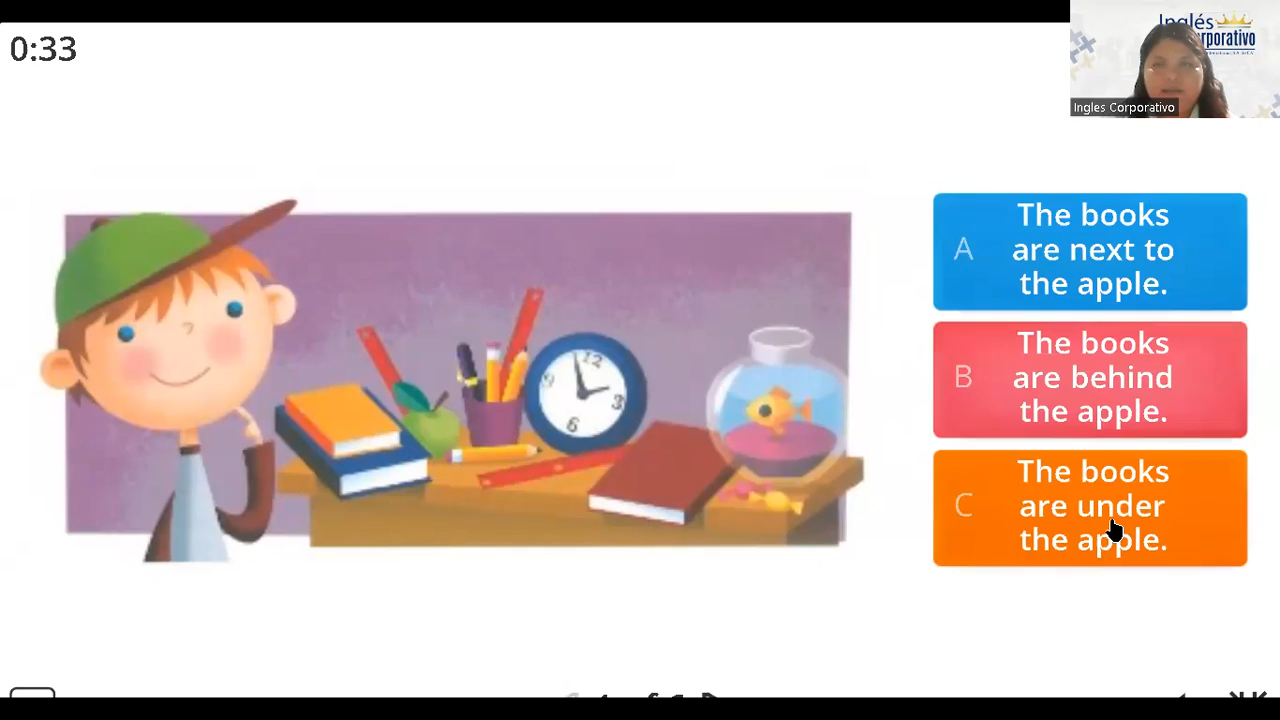 0:33
Inglés
Ingles Corporativo
A
The books
are next to
the apple.
B
The books
are behind
the apple.
C
The books
are under
the apple.
12
9
3
6